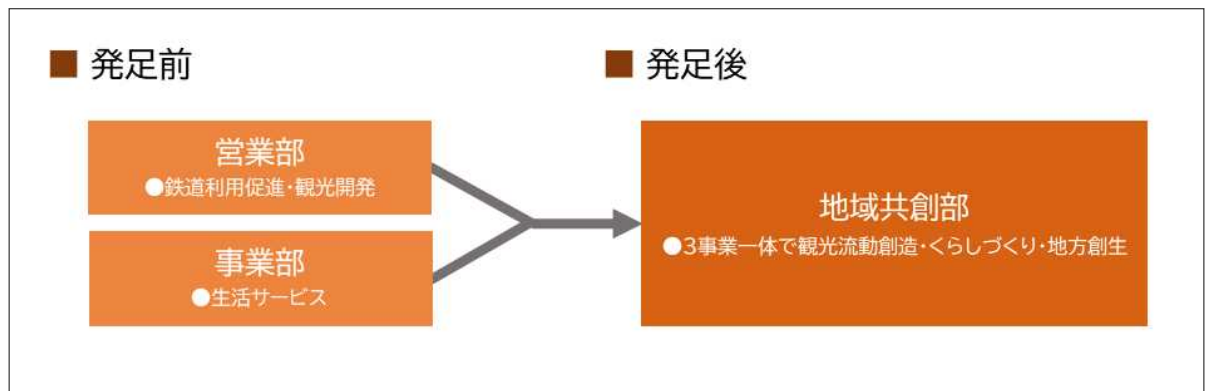 ■ 発足前
営業部
●鉄道利用促進・観光開発
事業部
●生活サービス
■ 発足後
地域共創部
●3事業一体で観光流動創造・くらしづくり・地方創生